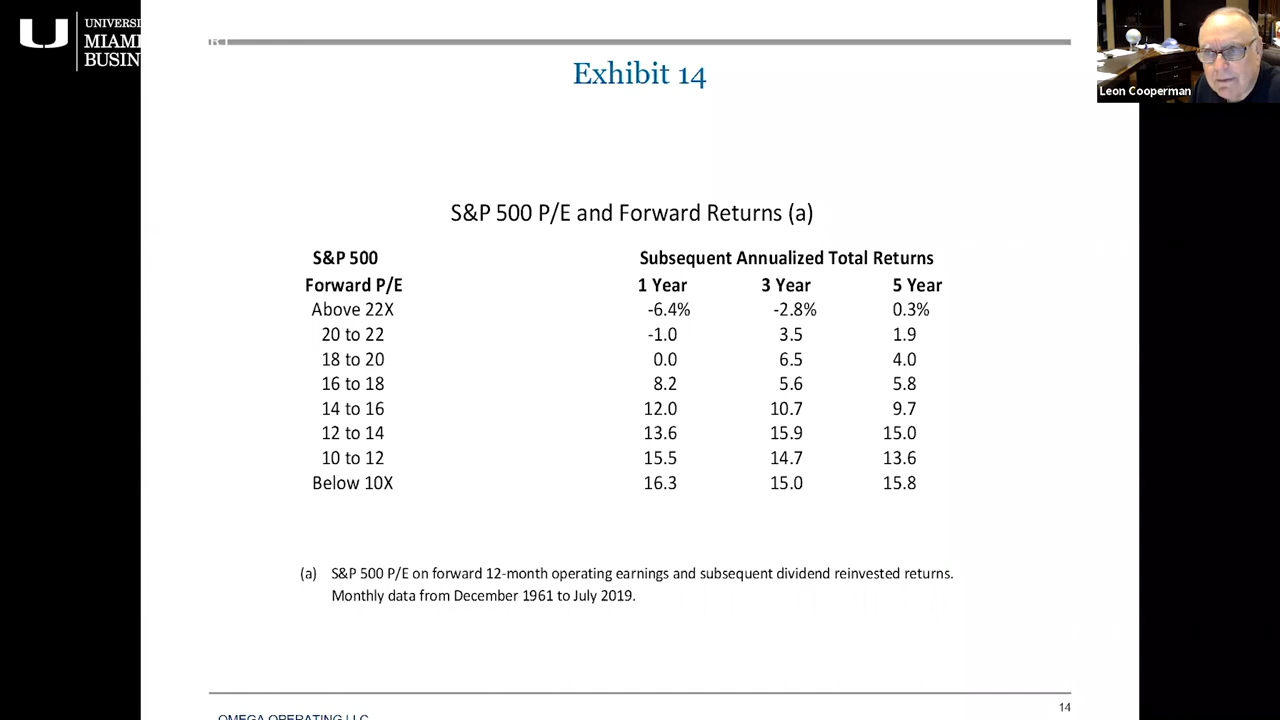 UNIVERSI
MIAMI
BUSIN
Exhibit 14
Leon Cooperman
S&P 500 P/E and Forward Returns (a)
S&P 500 Subsequent Annualized Total Returns
Forward P/E 1 Year 3 Year 5 Year
Above 22X -6.4% -2.8% 0.3%
20 to 22 -1.0 3.5 1.9
18 to 20 0.0 6.5 4.0
16 to 18 8.2 5.6 5.8
14 to 16 12.0 10.7 9.7
12 to 14 13.6 15.9 15.0
10 to 12 15.5 14.7 13.6
Below 10X 16.3 15.0 15.8
(a) S&P 500 P/E on forward 12-month operating earnings and subsequent dividend reinvested returns.
Monthly data from December 1961 to July 2019.
14
OMEGA OPERATING LLC